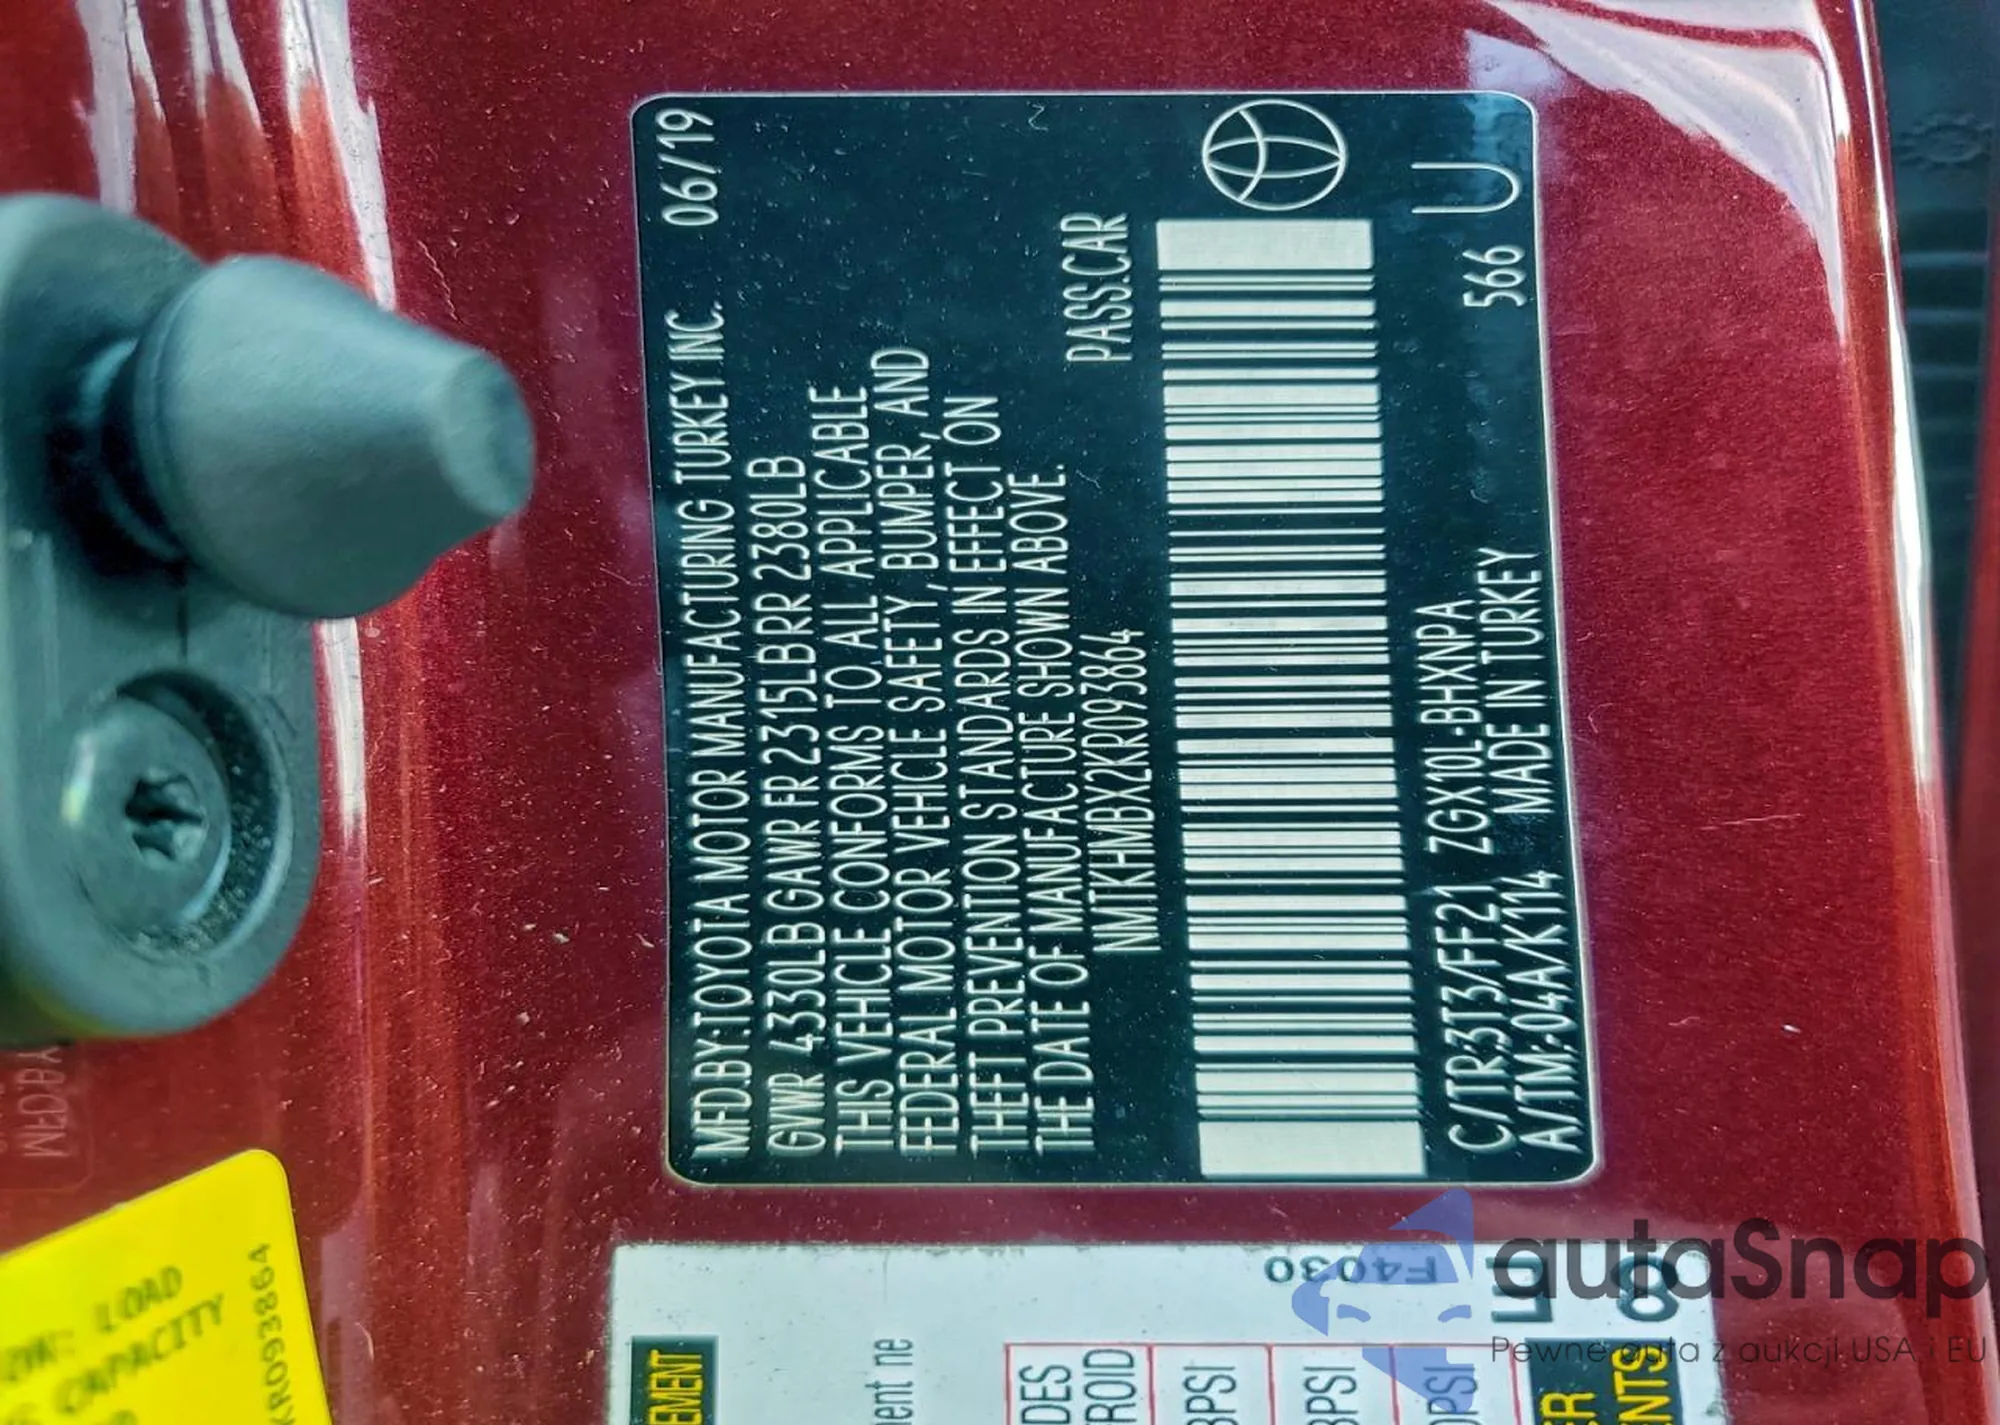 MFD.BY:TOYOTA MOTOR MANUFACTURING TURKEY INC. 06/19
GVWR 4330LB GAWR FR 2315LB RR 2380LB
THIS VEHICLE CONFORMS TO ALL APPLICABLE
FEDERAL MOTOR VEHICLE SAFETY, BUMPER, AND
THEFT PREVENTION STANDARDS IN EFFECT ON
THE DATE OF MANUFACTURE SHOWN ABOVE.
NMTKHMBX2KR093864 PASS.CAR
C/TR:3T3/FF21 ZGX10L-BHXNPA
A/TM:-04A/K114 MADE IN TURKEY 566 U
LOAD
CAPACITY
KR093864
F4030
autaSnap
Pewne auta z aukcji USA i EU